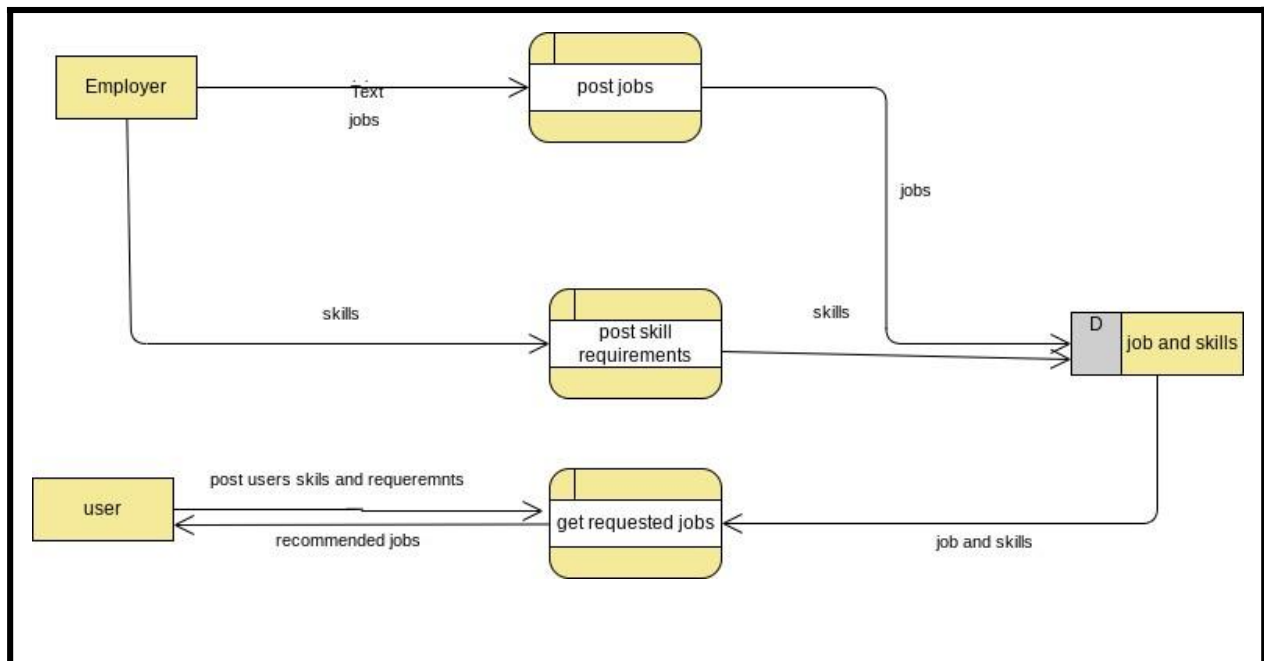 Employer
Text
jobs
post jobs
jobs
skills
post skill
requirements
skills
D
job and skills
user
post users skils and requeremnts
recommended jobs
get requested jobs
job and skills